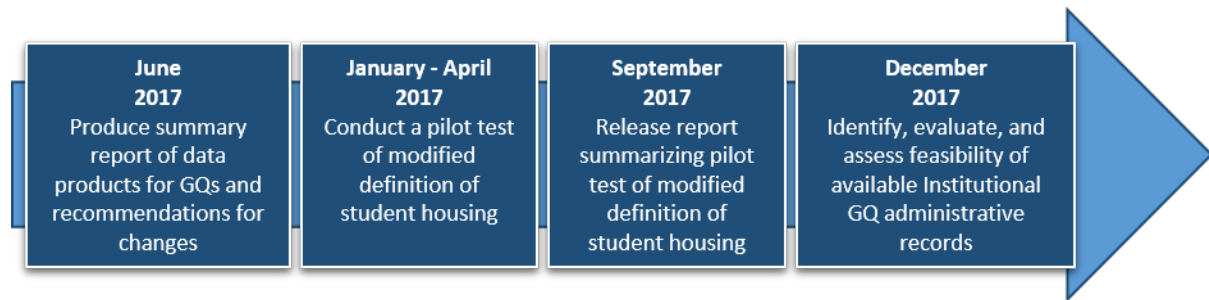 June
2017
Produce summary
report of data
products for GQs and
recommendations for
changes
January - April
2017
Conduct a pilot test
of modified
definition of
student housing
September
2017
Release report
summarizing pilot
test of modified
definition of
student housing
December
2017
Identify, evaluate, and
assess feasibility of
available Institutional
GQ administrative
records